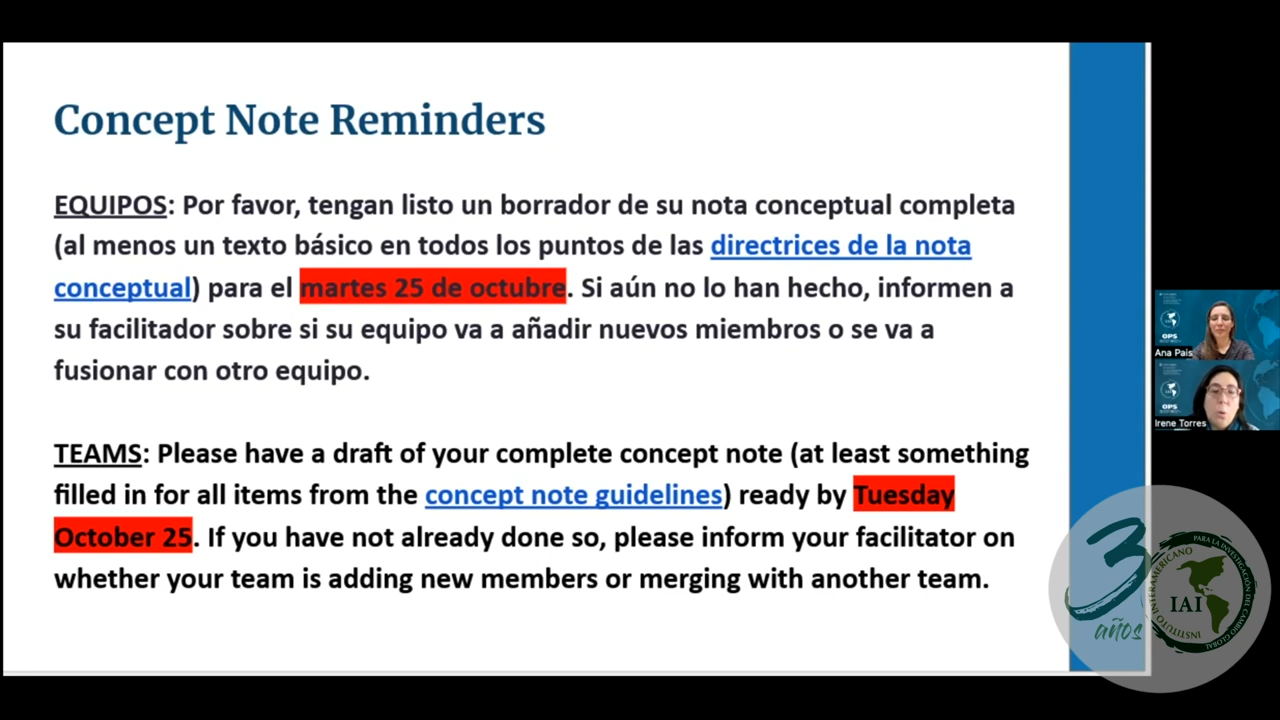 Concept Note Reminders
EQUIPOS: Por favor, tengan listo un borrador de su nota conceptual completa
(al menos un texto básico en todos los puntos de las directrices de la nota
conceptual) para el martes 25 de octubre. Si aún no lo han hecho, informen a
su facilitador sobre si su equipo va a añadir nuevos miembros o se va a
fusionar con otro equipo.
TEAMS: Please have a draft of your complete concept note (at least something
filled in for all items from the concept note guidelines) ready by Tuesday
October 25. If you have not already done so, please inform your facilitator on
whether your team is adding new members or merging with another team.
IAI
OPS
Ana Pais
IAI
OPS
Irene Torres
3
años
INSTITUTO INTERAMERICANO PARA LA INVESTIGACIÓN DEL CAMBIO GLOBAL
IAI